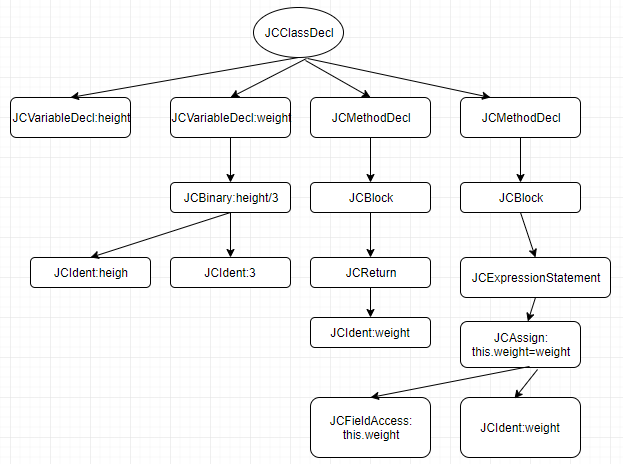 JCClassDecl
JCVariableDecl:height
JCVariableDecl:weight
JCMethodDecl
JCMethodDecl
JCBinary:height/3
JCBlock
JCBlock
JCIdent:heigh
JCIdent:3
JCReturn
JCExpressionStatement
JCIdent:weight
JCAssign:
this.weight=weight
JCFieldAccess:
this.weight
JCIdent:weight